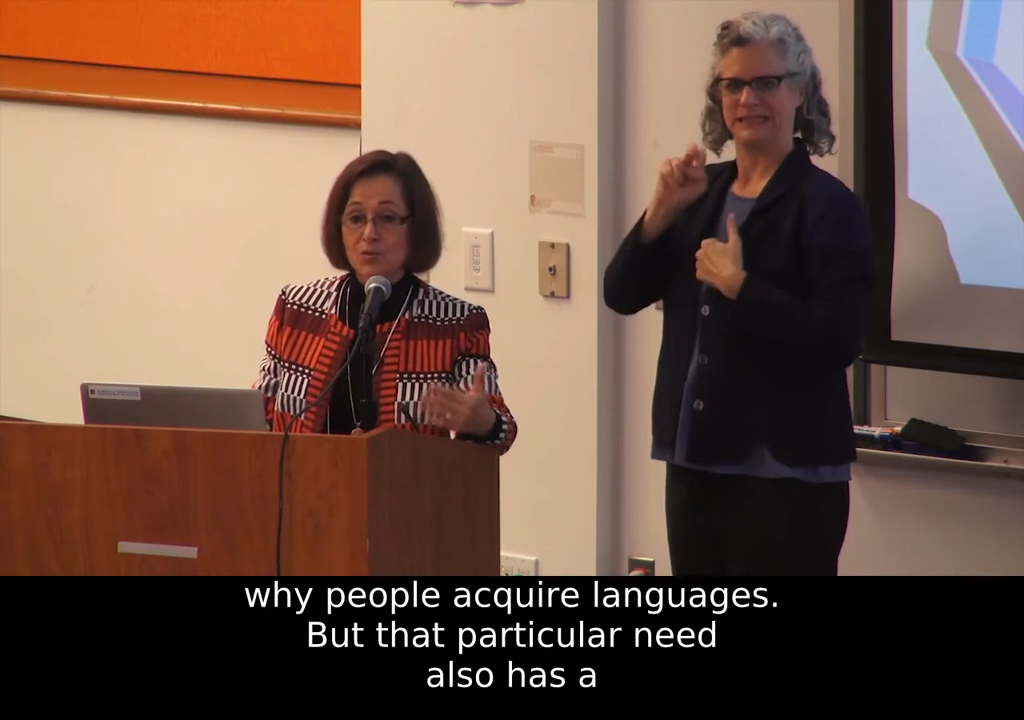 why people acquire languages.
But that particular need
also has a